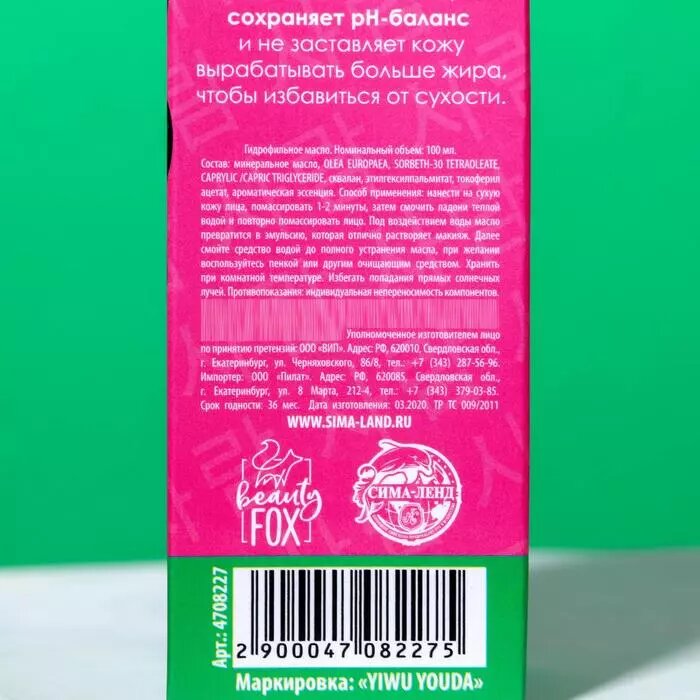 сохраняет pH-баланс
и не заставляет кожу
вырабатывать больше жира,
чтобы избавиться от сухости.
Гидрофильное масло. Номинальный объем: 100 мл.
Состав: минеральное масло, OLEA EUROPAEA, SORBETH-30 TETRAOLEATE,
CAPRYLIC /CAPRIC TRIGLYCERIDE, сквалан, этилгексилпальмитат, токоферил
ацетат, ароматическая эссенция. Способ применения: нанести на сухую
кожу лица, помассировать 1-2 минуты, затем смочить ладони теплой
водой и повторно помассировать лицо. Под воздействием воды масло
превратится в эмульсию, которая отлично растворяет макияж. Далее
смойте средство водой до полного устранения масла, при желании
воспользуйтесь пенкой или другим очищающим средством. Хранить
при комнатной температуре. Избегать попадания прямых солнечных
лучей. Противопоказания: индивидуальная непереносимость компонентов.
Уполномоченное изготовителем лицо
по принятию претензий: ООО «ВИП». Адрес: РФ, 620010, Свердловская обл.,
г. Екатеринбург, ул. Черняховского, 86/8, тел.: +7 (343) 287-56-96.
Импортер: ООО «Пилат». Адрес: РФ, 620085, Свердловская обл.,
г. Екатеринбург, ул. 8 Марта, 212-4, тел.: +7 (343) 379-03-85.
Срок годности: 36 мес. Дата изготовления: 03.2020. ТР ТС 009/2011
WWW.SIMA-LAND.RU
beauty
FOX
СИМА-ЛЕНД
Арт.: 4708227
2 900047 082275
Маркировка: «YIWU YOUDA»